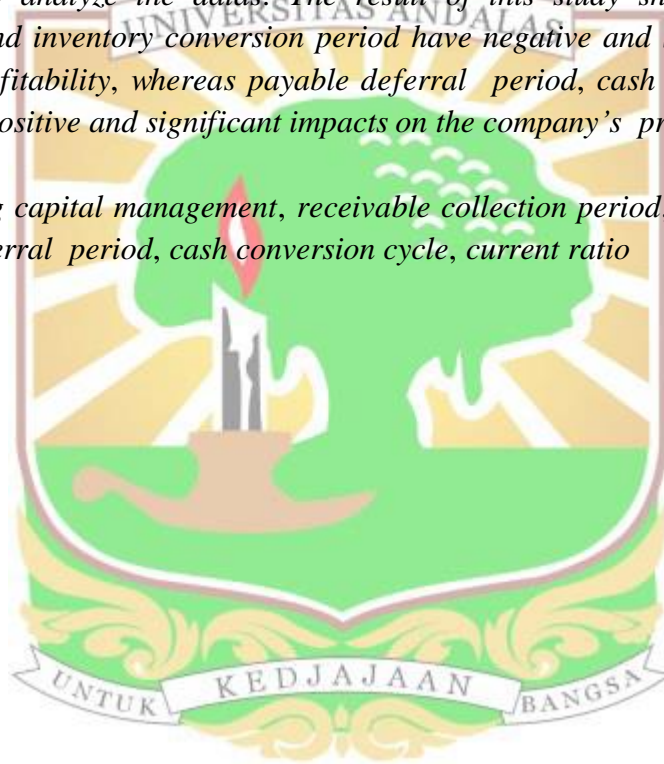 analyze the datas. The result of this study
UNIVERSITAS ANDALAS
nd inventory conversion period have negative and
fitability, whereas payable deferral period, cash
ositive and significant impacts on the company's
g capital management, receivable collection period
erral period, cash conversion cycle, current ratio
UNTUK KEDJAJAAN BANGSA